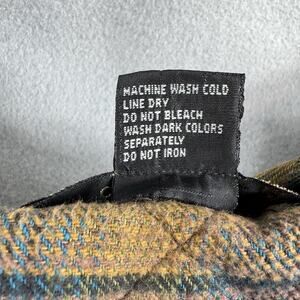 MACHINE WASH COLD
LINE DRY
DO NOT BLEACH
WASH DARK COLORS
SEPARATELY
DO NOT IRON